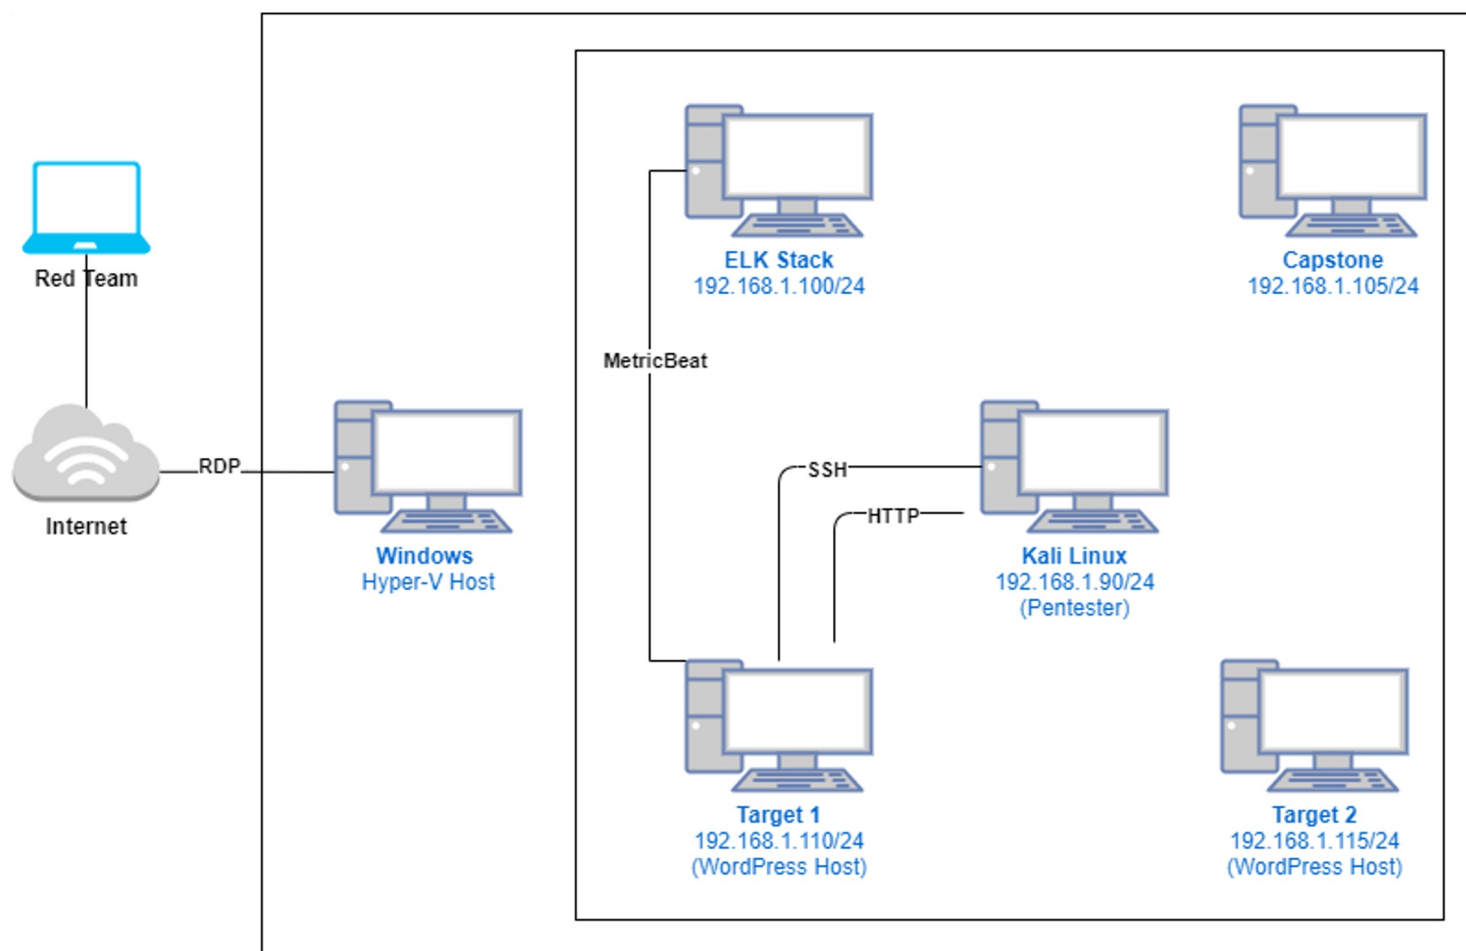 Red Team
Internet
RDP
Windows
Hyper-V Host
ELK Stack
192.168.1.100/24
Capstone
192.168.1.105/24
MetricBeat
SSH
HTTP
Kali Linux
192.168.1.90/24
(Pentester)
Target 1
192.168.1.110/24
(WordPress Host)
Target 2
192.168.1.115/24
(WordPress Host)